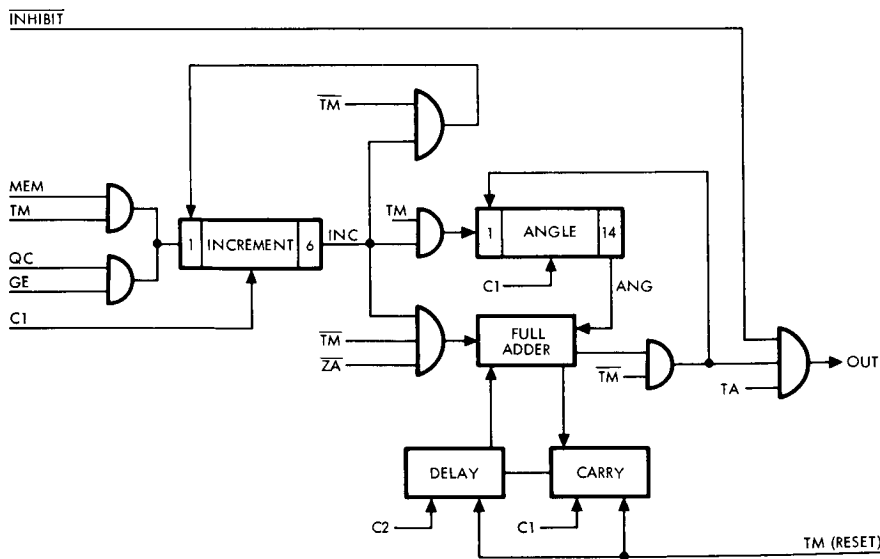 INHIBIT
TM
MEM
TM
QC
GE
C1
1 INCREMENT 6
INC
TM
1 ANGLE 14
C1
ANG
TM
ZA
FULL
ADDER
TM
TA
OUT
DELAY
CARRY
C2
C1
TM (RESET)